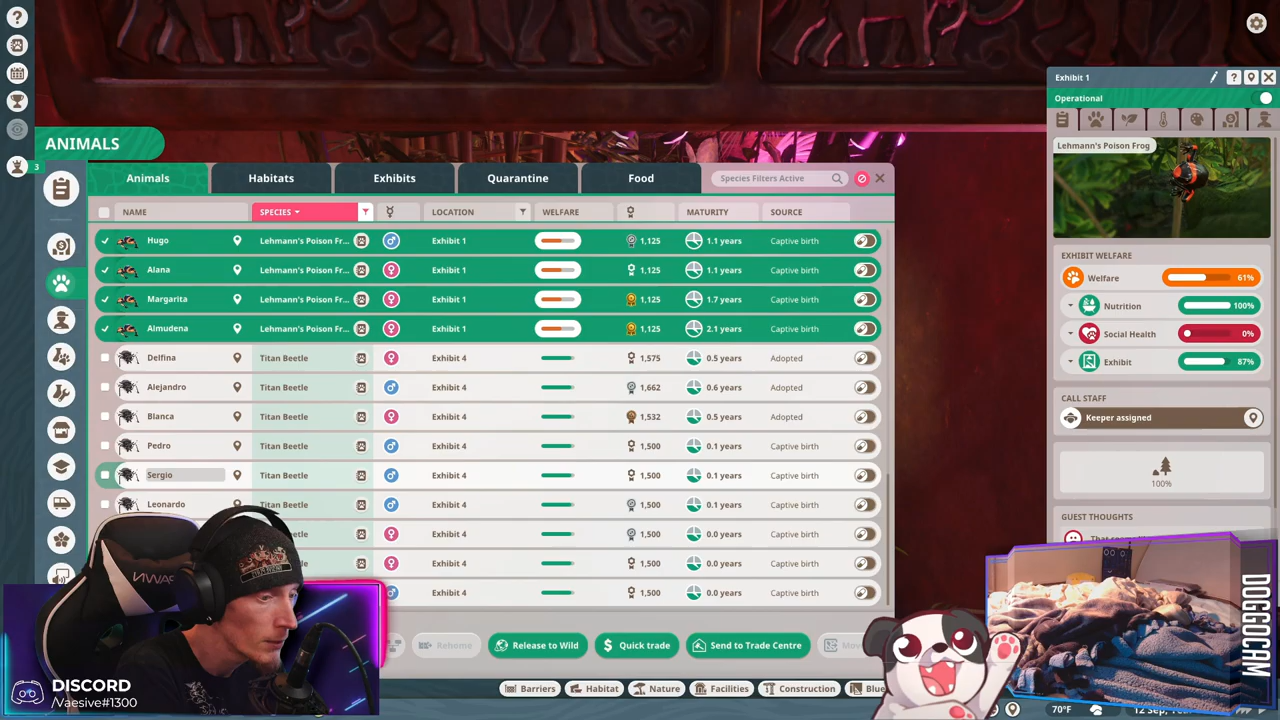 Exhibit 1
Operational
3
ANIMALS
Animals
Habitats
Exhibits
Quarantine
Food
Species Filters Active
NAME
SPECIES
LOCATION
WELFARE
MATURITY
SOURCE
Hugo Lehmann's Poison Fr... Exhibit 1 1,125 1.1 years Captive birth
Alana Lehmann's Poison Fr... Exhibit 1 1,125 1.1 years Captive birth
Margarita Lehmann's Poison Fr... Exhibit 1 1,125 1.7 years Captive birth
Almudena Lehmann's Poison Fr... Exhibit 1 1,125 2.1 years Captive birth
Delfina Titan Beetle Exhibit 4 1,575 0.5 years Adopted
Alejandro Titan Beetle Exhibit 4 1,662 0.6 years Adopted
Blanca Titan Beetle Exhibit 4 1,532 0.5 years Adopted
Pedro Titan Beetle Exhibit 4 1,500 0.1 years Captive birth
Sergio Titan Beetle Exhibit 4 1,500 0.1 years Captive birth
Leonardo Titan Beetle Exhibit 4 1,500 0.1 years Captive birth
Titan Beetle Exhibit 4 1,500 0.0 years Captive birth
Titan Beetle Exhibit 4 1,500 0.0 years Captive birth
Exhibit 4 1,500 0.0 years Captive birth
Rehome
Release to Wild
Quick trade
Send to Trade Centre
Barriers
Habitat
Nature
Facilities
Construction
Lehmann's Poison Frog
EXHIBIT WELFARE
Welfare 61%
Nutrition 100%
Social Health 0%
Exhibit 87%
CALL STAFF
Keeper assigned
100%
GUEST THOUGHTS
DISCORD
/Vaesive#1300
DOGGOCAM
70°F
12 Sep,